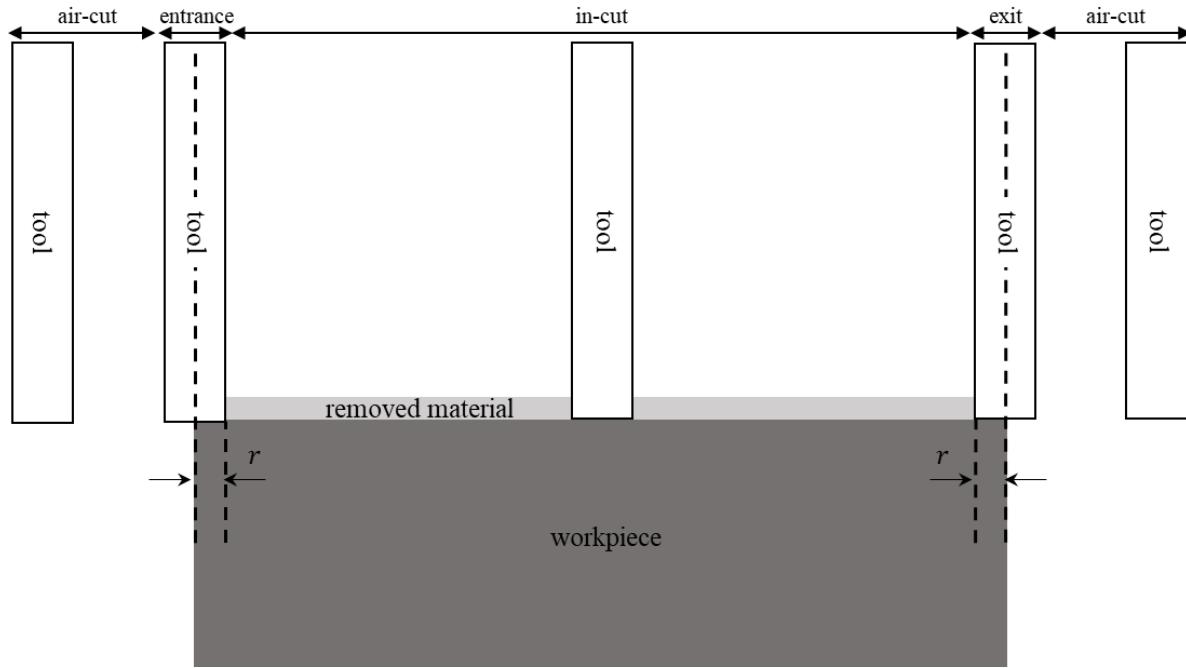 air-cut
entrance
in-cut
exit
air-cut
tool
tool
tool
tool
tool
removed material
r
r
workpiece